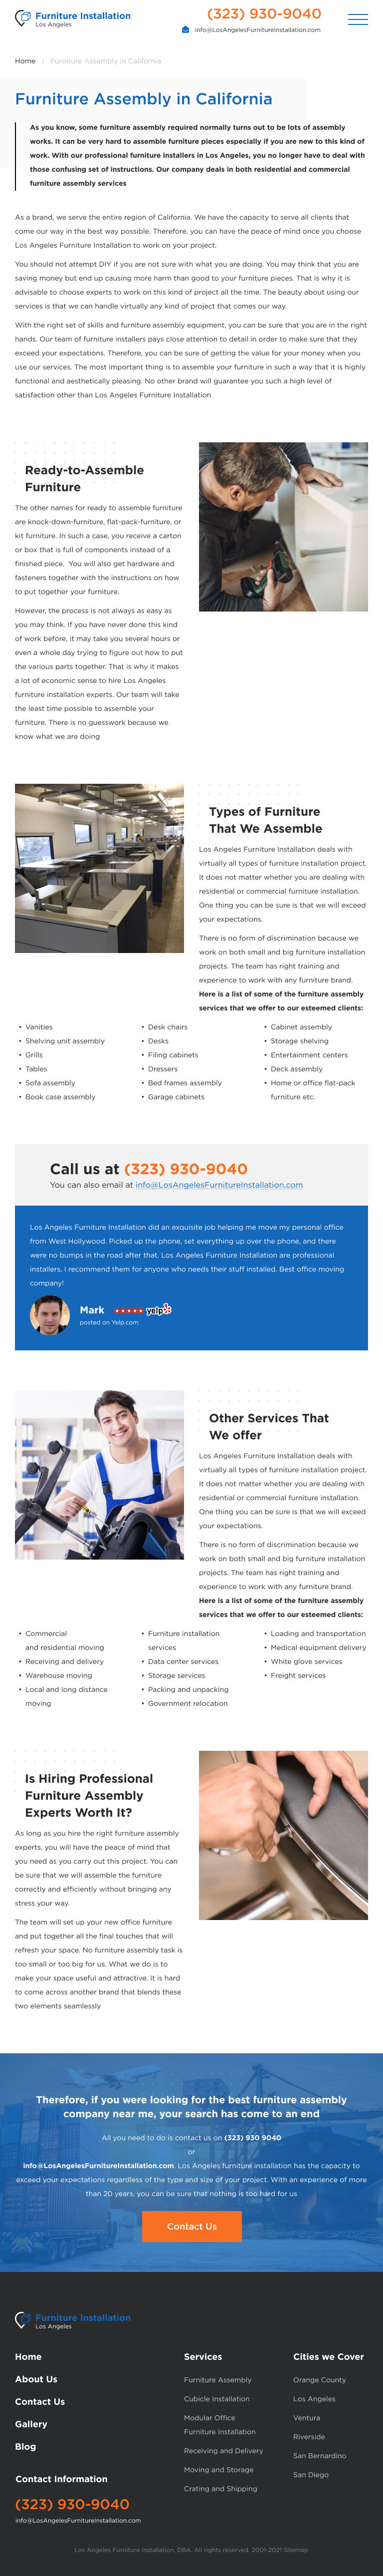 Furniture Installation
Los Angeles
(323) 930-9040
info@LosAngelesFurnitureInstallation.com
Home | Furniture Assembly in California
Furniture Assembly in California
As you know, some furniture assembly required normally turns out to be lots of assembly
works. It can be very hard to assemble furniture pieces especially if you are new to this kind of
work. With our professional furniture installers in Los Angeles, you no longer have to deal with
those confusing set of instructions. Our company deals in both residential and commercial
furniture assembly services
As a brand, we serve the entire region of California. We have the capacity to serve all clients that
come our way in the best way possible. Therefore, you can have the peace of mind once you choose
Los Angeles Furniture Installation to work on your project.
You should not attempt DIY if you are not sure with what you are doing. You may think that you are
saving money but end up causing more harm than good to your furniture pieces. That is why it is
advisable to choose experts to work on this kind of project all the time. The beauty about using our
services is that we can handle virtually any kind of project that comes our way.
With the right set of skills and furniture assembly equipment, you can be sure that you are in the right
hands. Our team of furniture installers pays close attention to detail in order to make sure that they
exceed your expectations. Therefore, you can be sure of getting the value for your money when you
use our services. The most important thing is to assemble your furniture in such a way that it is highly
functional and aesthetically pleasing. No other brand will guarantee you such a high level of
satisfaction other than Los Angeles Furniture Installation
Ready-to-Assemble
Furniture
The other names for ready to assemble furniture
are knock-down-furniture, flat-pack-furniture, or
kit furniture. In such a case, you receive a carton
or box that is full of components instead of a
finished piece. You will also get hardware and
fasteners together with the instructions on how
to put together your furniture.
However, the process is not always as easy as
you may think. If you have never done this kind
of work before, it may take you several hours or
even a whole day trying to figure out how to put
the various parts together. That is why it makes
a lot of economic sense to hire Los Angeles
furniture installation experts. Our team will take
the least time possible to assemble your
furniture. There is no guesswork because we
know what we are doing
Types of Furniture
That We Assemble
Los Angeles Furniture Installation deals with
virtually all types of furniture installation project.
It does not matter whether you are dealing with
residential or commercial furniture installation.
One thing you can be sure is that we will exceed
your expectations.
There is no form of discrimination because we
work on both small and big furniture installation
projects. The team has right training and
experience to work with any furniture brand.
Here is a list of some of the furniture assembly
services that we offer to our esteemed clients:
• Vanities
• Shelving unit assembly
• Grills
• Tables
• Sofa assembly
• Book case assembly
• Desk chairs
• Desks
• Filing cabinets
• Dressers
• Bed frames assembly
• Garage cabinets
• Cabinet assembly
• Storage shelving
• Entertainment centers
• Deck assembly
• Home or office flat-pack
furniture etc.
Call us at (323) 930-9040
You can also email at info@LosAngelesFurnitureInstallation.com
Los Angeles Furniture Installation did an exquisite job helping me move my personal office
from West Hollywood. Picked up the phone, set everything up over the phone, and there
were no bumps in the road after that. Los Angeles Furniture Installation are professional
installers, I recommend them for anyone who needs their stuff installed. Best office moving
company!
Mark
yelp
posted on Yelp.com
Other Services That
We offer
Los Angeles Furniture Installation deals with
virtually all types of furniture installation project.
It does not matter whether you are dealing with
residential or commercial furniture installation.
One thing you can be sure is that we will exceed
your expectations.
There is no form of discrimination because we
work on both small and big furniture installation
projects. The team has right training and
experience to work with any furniture brand.
Here is a list of some of the furniture assembly
services that we offer to our esteemed clients:
• Commercial
and residential moving
• Receiving and delivery
• Warehouse moving
• Local and long distance
moving
• Furniture installation
services
• Data center services
• Storage services
• Packing and unpacking
• Government relocation
• Loading and transportation
• Medical equipment delivery
• White glove services
• Freight services
Is Hiring Professional
Furniture Assembly
Experts Worth It?
As long as you hire the right furniture assembly
experts, you will have the peace of mind that
you need as you carry out this project. You can
be sure that we will assemble the furniture
correctly and efficiently without bringing any
stress your way.
The team will set up your new office furniture
and put together all the final touches that will
refresh your space. No furniture assembly task is
too small or too big for us. What we do is to
make your space useful and attractive. It is hard
to come across another brand that blends these
two elements seamlessly
Therefore, if you were looking for the best furniture assembly
company near me, your search has come to an end
All you need to do is contact us on (323) 930 9040
or
info@LosAngelesFurnitureInstallation.com. Los Angeles furniture installation has the capacity to
exceed your expectations regardless of the type and size of your project. With an experience of more
than 20 years, you can be sure that nothing is too hard for us
Contact Us
Furniture Installation
Los Angeles
Home
About Us
Contact Us
Gallery
Blog
Contact Information
(323) 930-9040
info@LosAngelesFurnitureInstallation.com
Services
Furniture Assembly
Cubicle Installation
Modular Office
Furniture Installation
Receiving and Delivery
Moving and Storage
Crating and Shipping
Cities we Cover
Orange County
Los Angeles
Ventura
Riverside
San Bernardino
San Diego
Los Angeles Furniture Installation, DBA. All rights reserved. 2001-2021 Sitemap